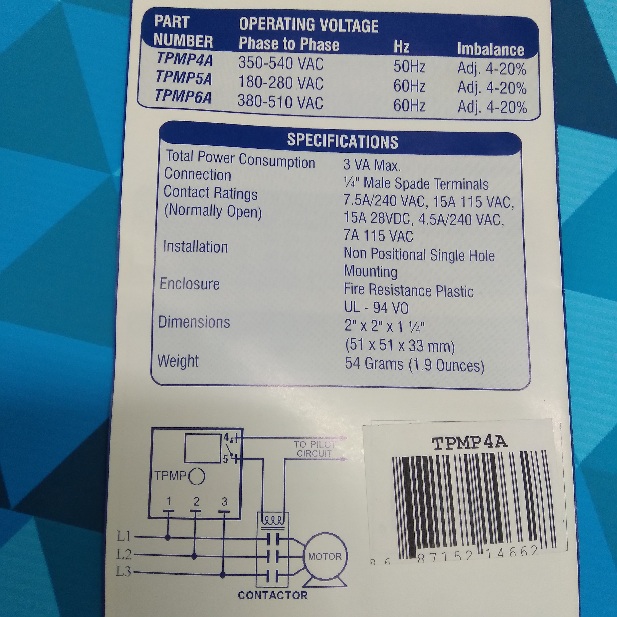 PART NUMBER OPERATING VOLTAGE
Phase to Phase Hz Imbalance
TPMP4A 350-540 VAC 50Hz Adj. 4-20%
TPMP5A 180-280 VAC 60Hz Adj. 4-20%
TPMP6A 380-510 VAC 60Hz Adj. 4-20%
SPECIFICATIONS
Total Power Consumption 3 VA Max.
Connection ¼" Male Spade Terminals
Contact Ratings 7.5A/240 VAC, 15A 115 VAC,
(Normally Open) 15A 28VDC, 4.5A/240 VAC,
7A 115 VAC
Installation Non Positional Single Hole
Mounting
Enclosure Fire Resistance Plastic
UL - 94 VO
Dimensions 2" x 2" x 1 ¼"
(51 x 51 x 33 mm)
Weight 54 Grams (1.9 Ounces)
4
5
TO PILOT
CIRCUIT
TPMP
1 2 3
L1
L2
L3
MOTOR
CONTACTOR
TPMP4A
87152 14662